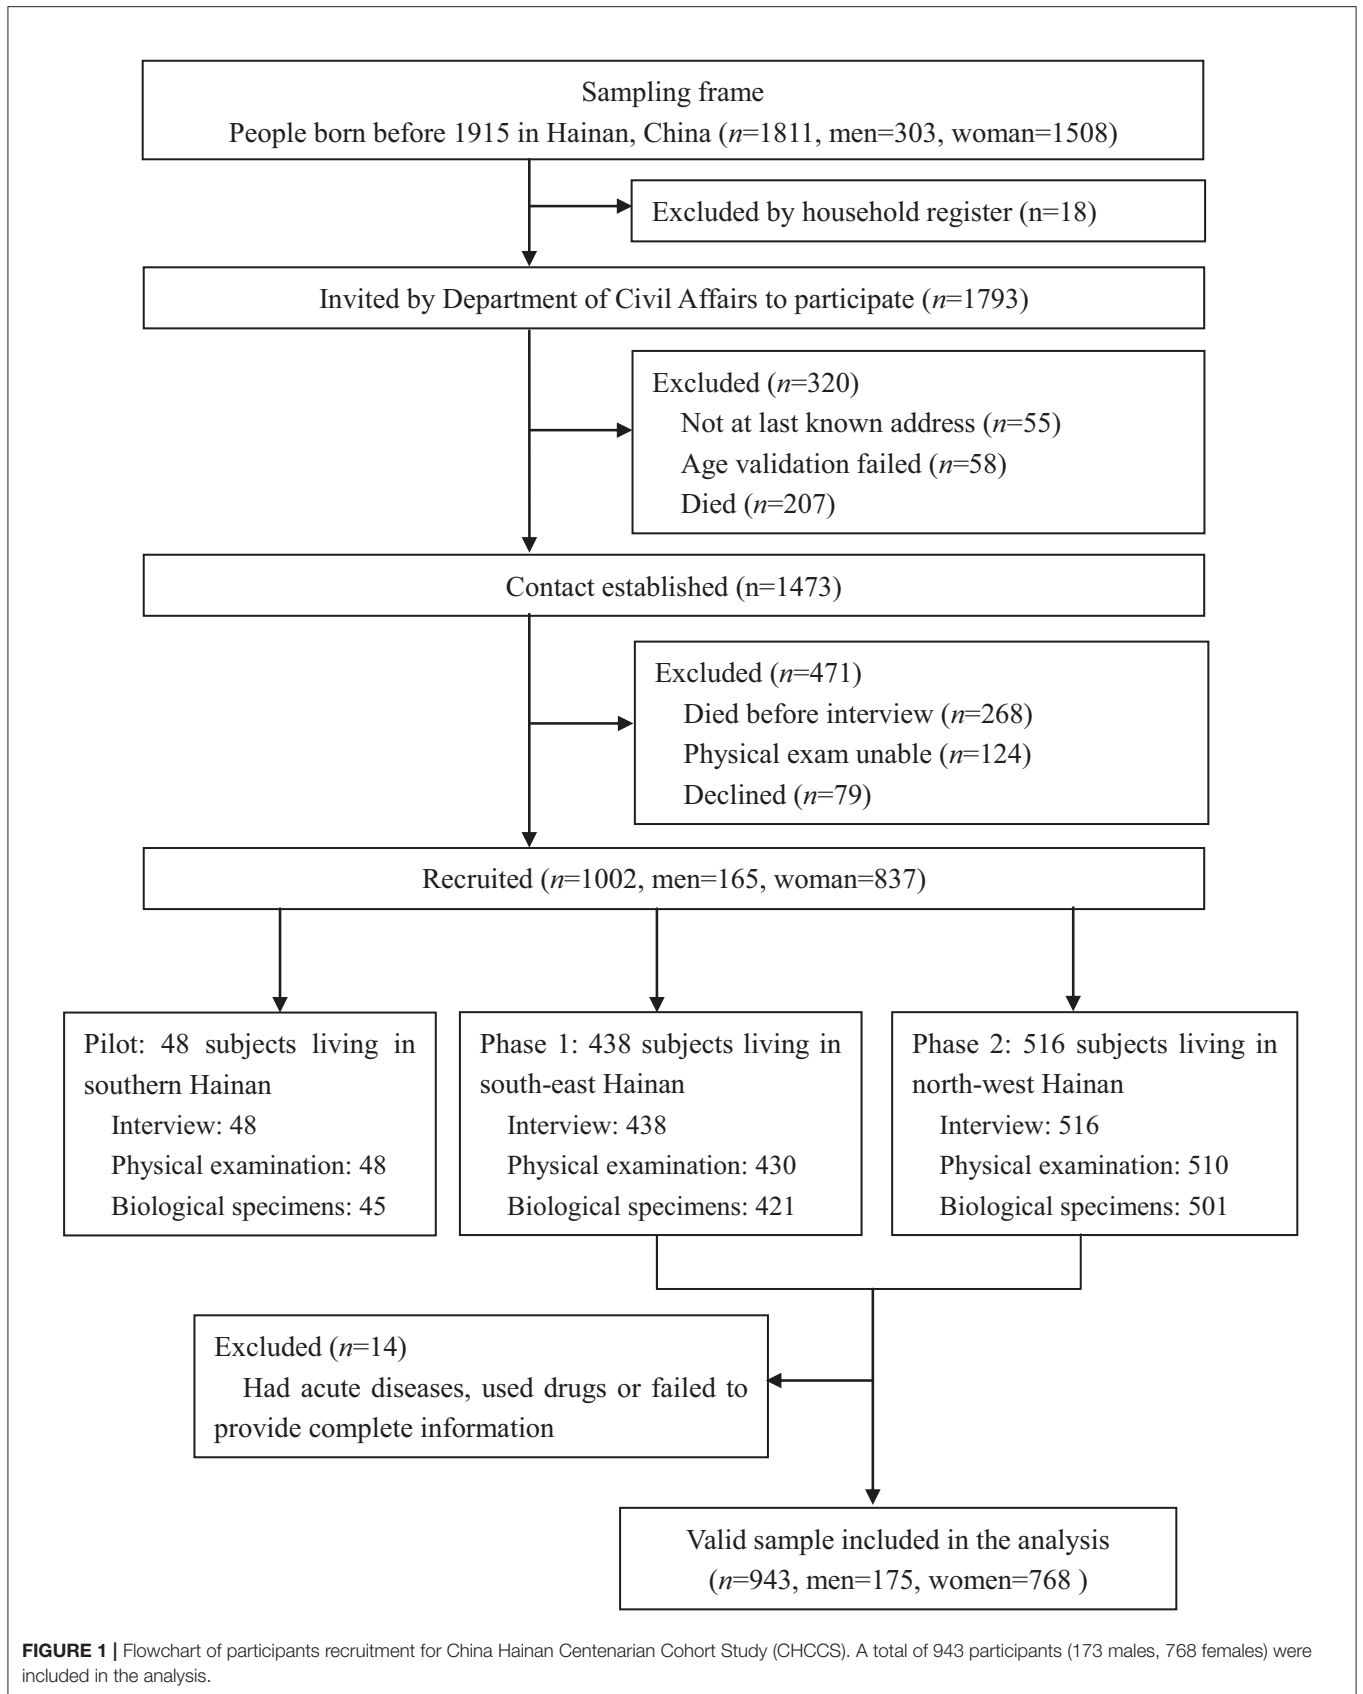 Sampling frame
People born before 1915 in Hainan, China (n=1811, men=303, woman=1508)
Excluded by household register (n=18)
Invited by Department of Civil Affairs to participate (n=1793)
Excluded (n=320)
Not at last known address (n=55)
Age validation failed (n=58)
Died (n=207)
Contact established (n=1473)
Excluded (n=471)
Died before interview (n=268)
Physical exam unable (n=124)
Declined (n=79)
Recruited (n=1002, men=165, woman=837)
Pilot: 48 subjects living in
southern Hainan
Interview: 48
Physical examination: 48
Biological specimens: 45
Phase 1: 438 subjects living in
south-east Hainan
Interview: 438
Physical examination: 430
Biological specimens: 421
Phase 2: 516 subjects living in
north-west Hainan
Interview: 516
Physical examination: 510
Biological specimens: 501
Excluded (n=14)
Had acute diseases, used drugs or failed to
provide complete information
Valid sample included in the analysis
(n=943, men=175, women=768 )
FIGURE 1 | Flowchart of participants recruitment for China Hainan Centenarian Cohort Study (CHCCS). A total of 943 participants (173 males, 768 females) were
included in the analysis.